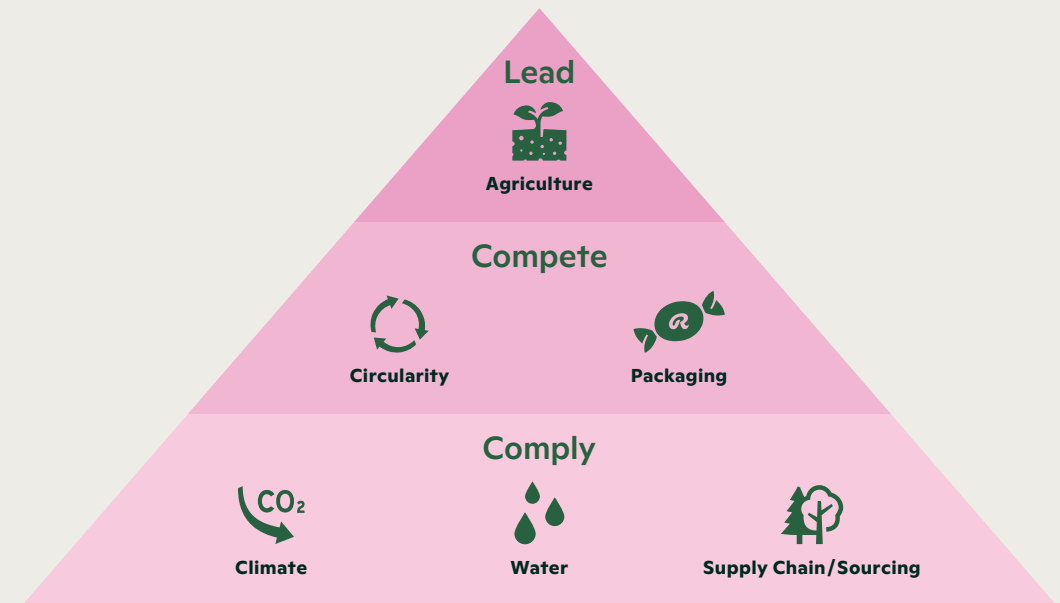 Lead
Agriculture
Compete
R
Circularity
Packaging
Comply
CO₂
Climate
Water
Supply Chain/Sourcing